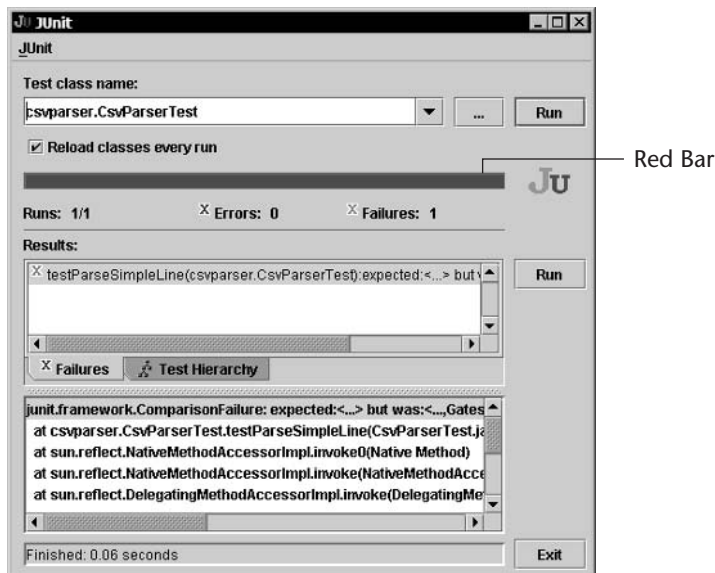 JU JUnit
JUnit
Test class name:
csvparser.CsvParserTest
...
Run
Reload classes every run
Red Bar
JU
Runs: 1/1
X Errors: 0
X Failures: 1
Results:
X testParseSimpleLine(csvparser.CsvParserTest):expected:<...> but
Run
X Failures
Test Hierarchy
junit.framework.ComparisonFailure: expected:<...> but was:<...,Gates
at csvparser.CsvParserTest.testParseSimpleLine(CsvParserTest.ja
at sun.reflect.NativeMethodAccessorImpl.invoke0(Native Method)
at sun.reflect.NativeMethodAccessorImpl.invoke(NativeMethodAcce
at sun.reflect.DelegatingMethodAccessorImpl.invoke(DelegatingMe
Finished: 0.06 seconds
Exit